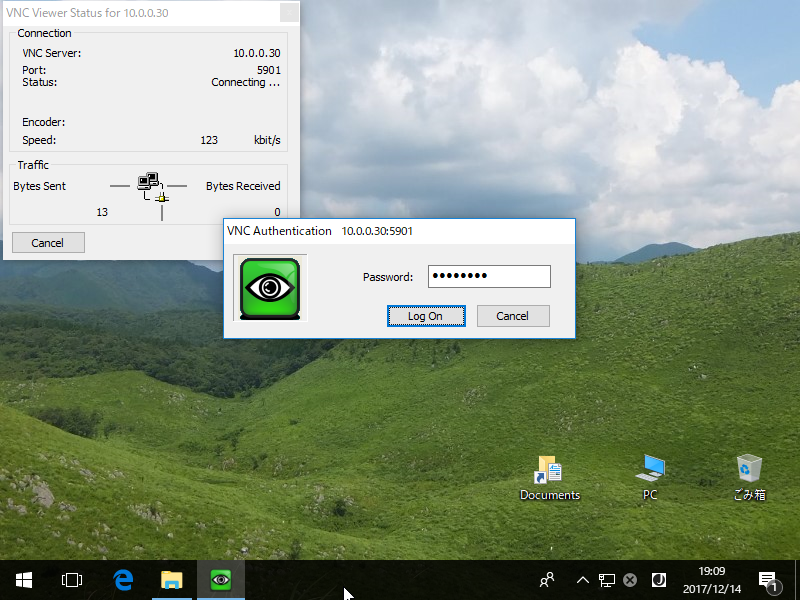 VNC Viewer Status for 10.0.0.30
Connection
VNC Server: 10.0.0.30
Port: 5901
Status: Connecting ...
Encoder:
Speed: 123 kbit/s
Traffic
Bytes Sent Bytes Received
13 0
Cancel
VNC Authentication 10.0.0.30:5901
Password: ●●●●●●●●
Log On Cancel
Documents PC ごみ箱
19:09
2017/12/14
1